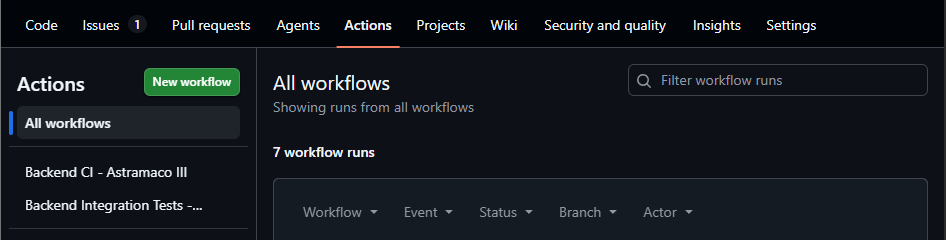 Code Issues 1 Pull requests Agents Actions Projects Wiki Security and quality Insights Settings
Actions
New workflow
All workflows
Backend CI - Astramaco III
Backend Integration Tests -...
All workflows
Showing runs from all workflows
Filter workflow runs
7 workflow runs
Workflow Event Status Branch Actor